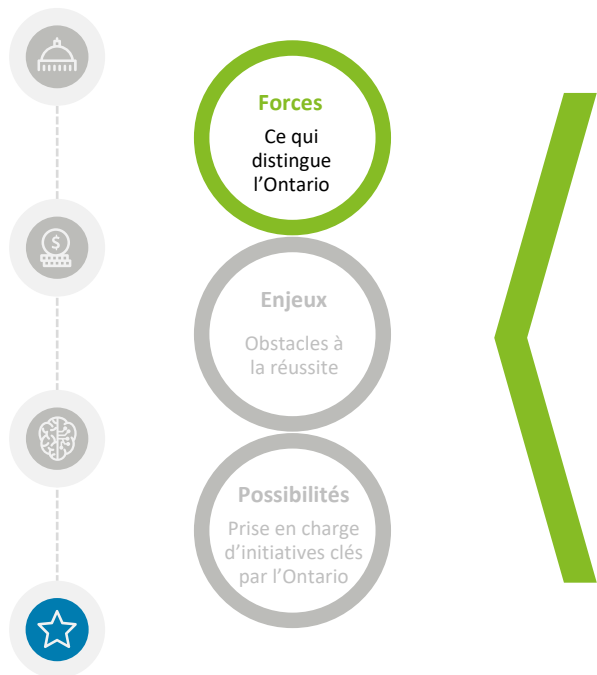 $
Forces
Ce qui
distingue
l’Ontario
Enjeux
Obstacles à
la réussite
Possibilités
Prise en charge
d’initiatives clés
par l’Ontario